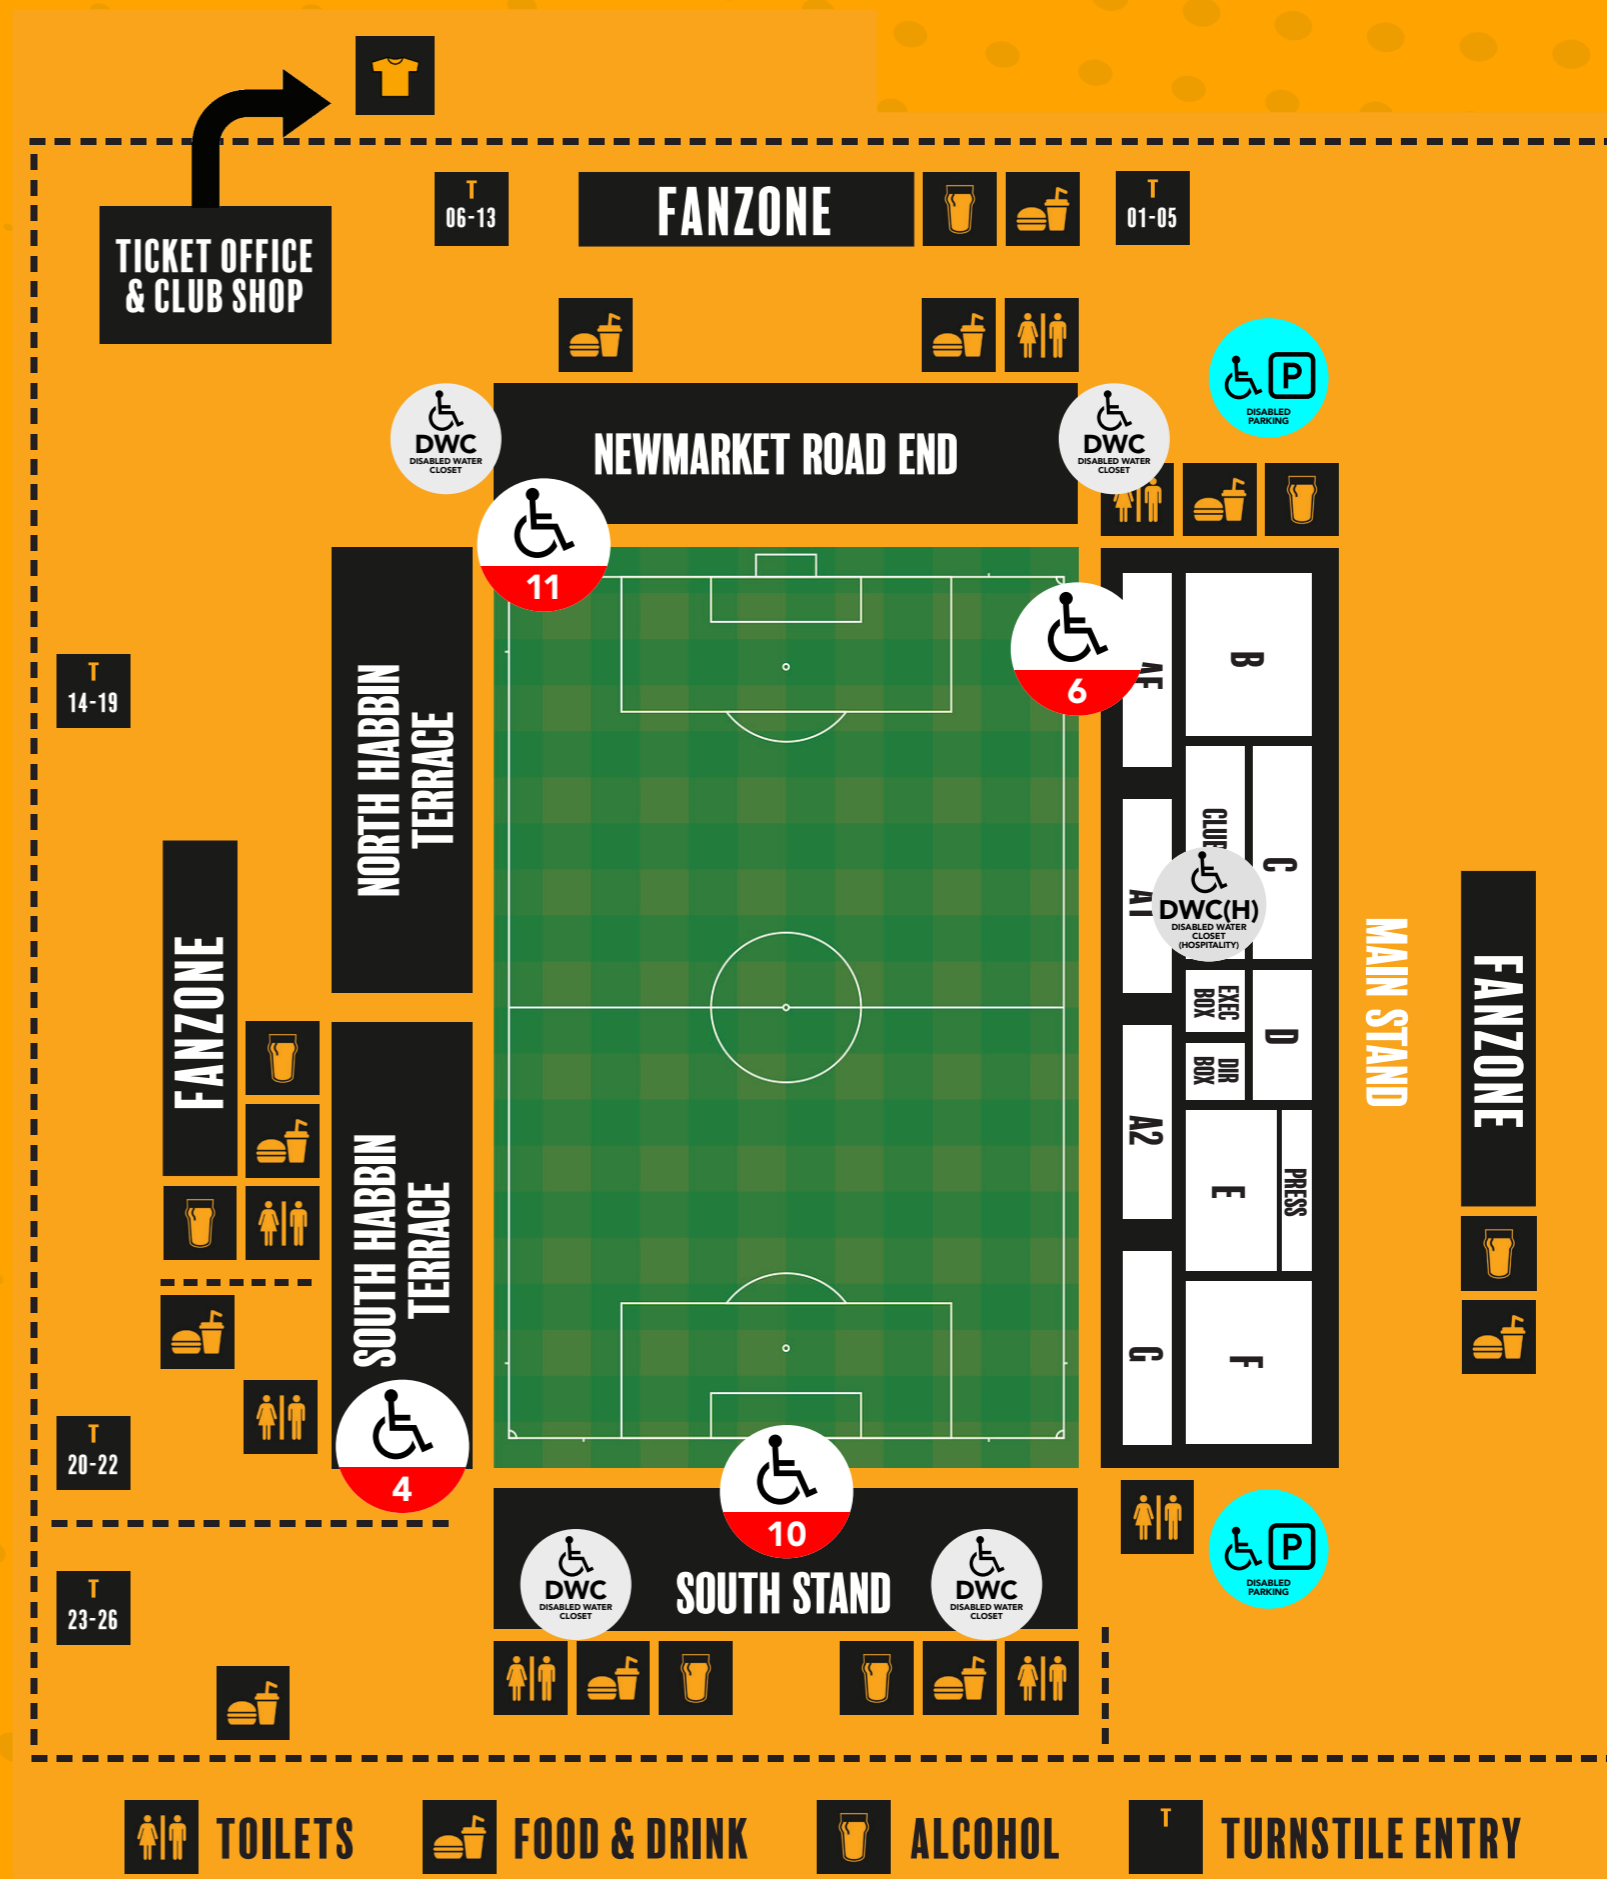 TICKET OFFICE
& CLUB SHOP
T
06-13
FANZONE
T
01-05
P
DISABLED
PARKING
DWC
DISABLED WATER
CLOSET
NEWMARKET ROAD END
DWC
DISABLED WATER
CLOSET
11
6
AF
B
T
14-19
NORTH HABBIN
TERRACE
CLUB
C
A1
DWC(H)
DISABLED WATER
CLOSET
(HOSPITALITY)
FANZONE
EXEC
BOX
D
DIR
BOX
MAIN STAND
FANZONE
A2
E
PRESS
SOUTH HABBIN
TERRACE
G
F
T
20-22
4
10
P
DISABLED
PARKING
T
23-26
DWC
DISABLED WATER
CLOSET
SOUTH STAND
DWC
DISABLED WATER
CLOSET
TOILETS
FOOD & DRINK
ALCOHOL
T
TURNSTILE ENTRY